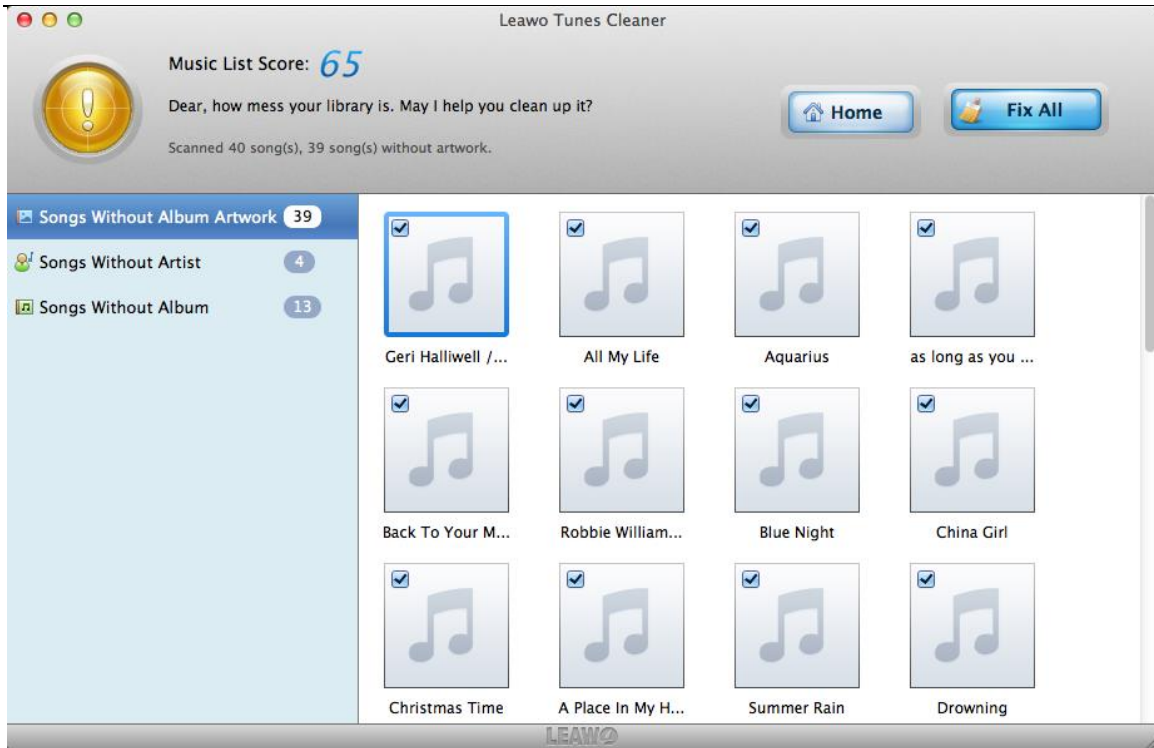 Leawo Tunes Cleaner
Music List Score: 65
Dear, how mess your library is. May I help you clean up it?
Scanned 40 song(s), 39 song(s) without artwork.
Home
Fix All
Songs Without Album Artwork 39
Songs Without Artist 4
Songs Without Album 13
Geri Halliwell /... All My Life Aquarius as long as you ...
Back To Your M... Robbie William... Blue Night China Girl
Christmas Time A Place In My H... Summer Rain Drowning
LEAWO